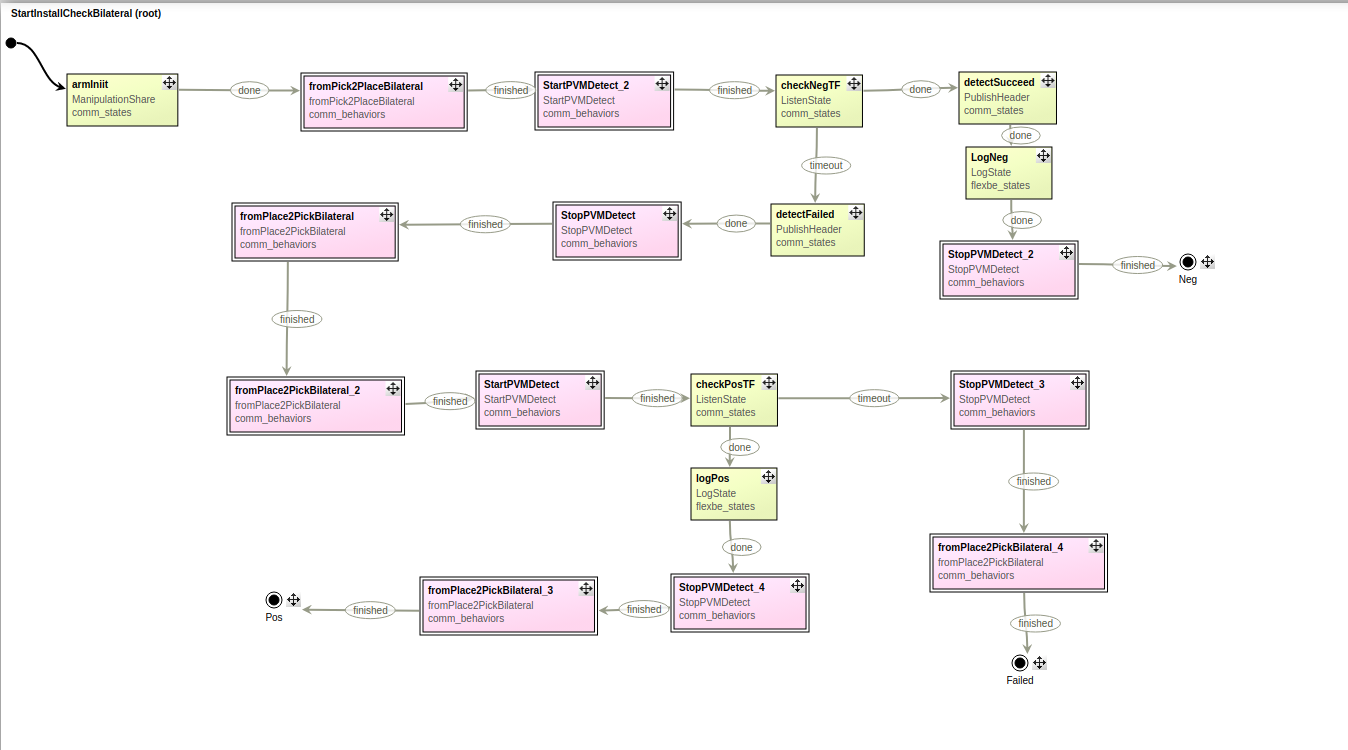 StartInstallCheckBilateral (root)
armIniit
ManipulationShare
comm_states
done
fromPick2PlaceBilateral
fromPick2PlaceBilateral
comm_behaviors
finished
StartPVMDetect_2
StartPVMDetect
comm_behaviors
finished
checkNegTF
ListenState
comm_states
done
detectSucceed
PublishHeader
comm_states
done
timeout
LogNeg
LogState
flexbe_states
done
fromPlace2PickBilateral
fromPlace2PickBilateral
comm_behaviors
finished
StopPVMDetect
StopPVMDetect
comm_behaviors
done
detectFailed
PublishHeader
comm_states
StopPVMDetect_2
StopPVMDetect
comm_behaviors
finished
Neg
finished
fromPlace2PickBilateral_2
fromPlace2PickBilateral
comm_behaviors
finished
StartPVMDetect
StartPVMDetect
comm_behaviors
finished
checkPosTF
ListenState
comm_states
timeout
StopPVMDetect_3
StopPVMDetect
comm_behaviors
done
logPos
LogState
flexbe_states
finished
done
fromPlace2PickBilateral_4
fromPlace2PickBilateral
comm_behaviors
Pos
finished
fromPlace2PickBilateral_3
fromPlace2PickBilateral
comm_behaviors
finished
StopPVMDetect_4
StopPVMDetect
comm_behaviors
finished
Failed